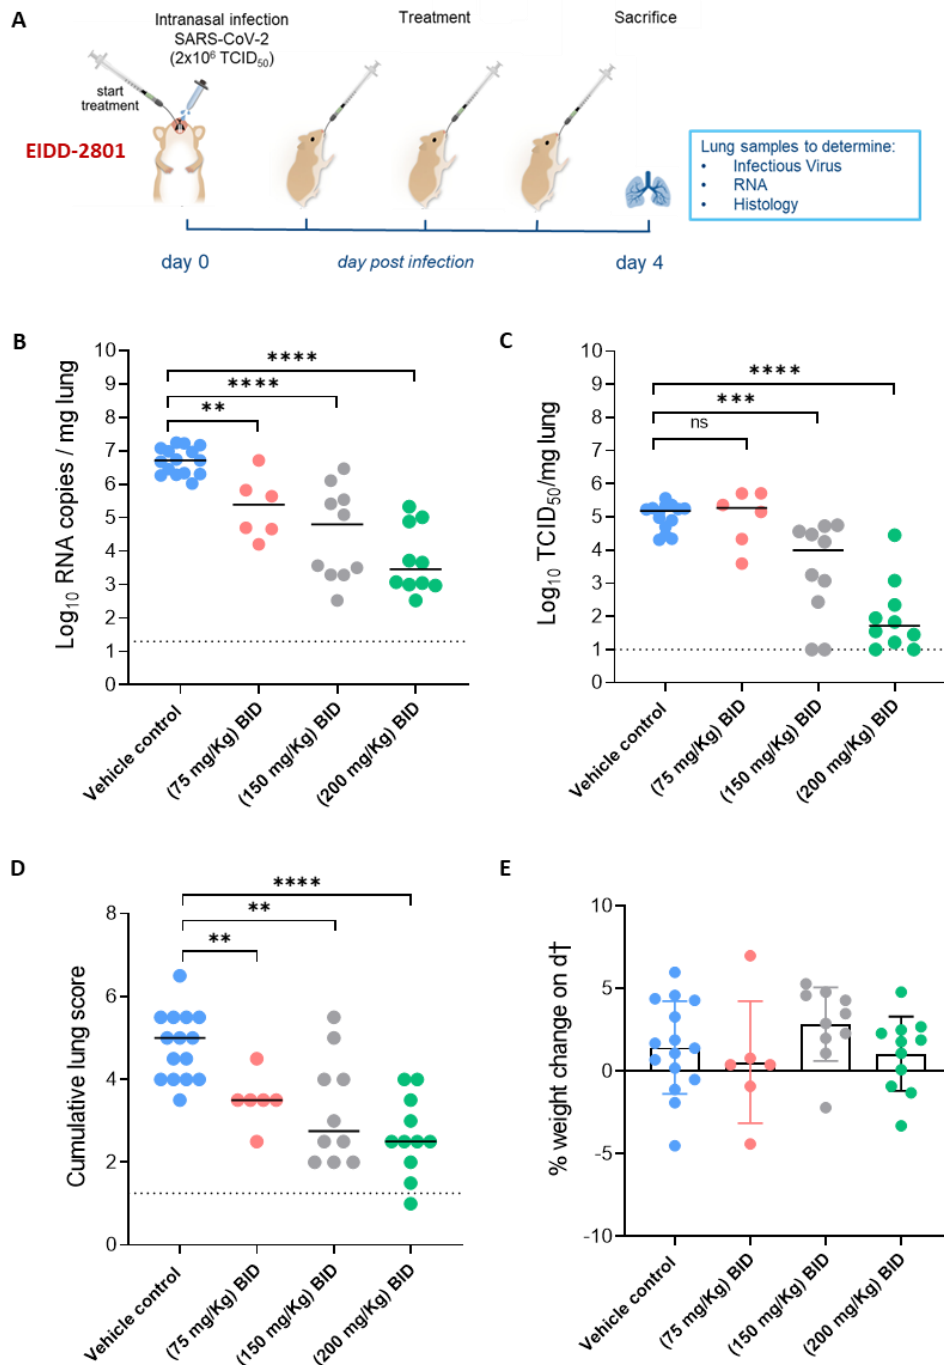 A
Intranasal infection
SARS-CoV-2
(2x10⁶ TCID₅₀)
Treatment
Sacrifice
start
treatment
EIDD-2801
Lung samples to determine:
• Infectious Virus
• RNA
• Histology
day 0
day post infection
day 4
B
Log₁₀ RNA copies / mg lung
10
9
8
7
6
5
4
3
2
1
0
****
****
**
Vehicle control
(75 mg/Kg) BID
(150 mg/Kg) BID
(200 mg/Kg) BID
C
Log₁₀ TCID₅₀/mg lung
10
9
8
7
6
5
4
3
2
1
0
****
***
ns
Vehicle control
(75 mg/Kg) BID
(150 mg/Kg) BID
(200 mg/Kg) BID
D
Cumulative lung score
8
6
4
2
0
****
**
**
Vehicle control
(75 mg/Kg) BID
(150 mg/Kg) BID
(200 mg/Kg) BID
E
% weight change on d†
10
5
0
-5
-10
Vehicle control
(75 mg/Kg) BID
(150 mg/Kg) BID
(200 mg/Kg) BID